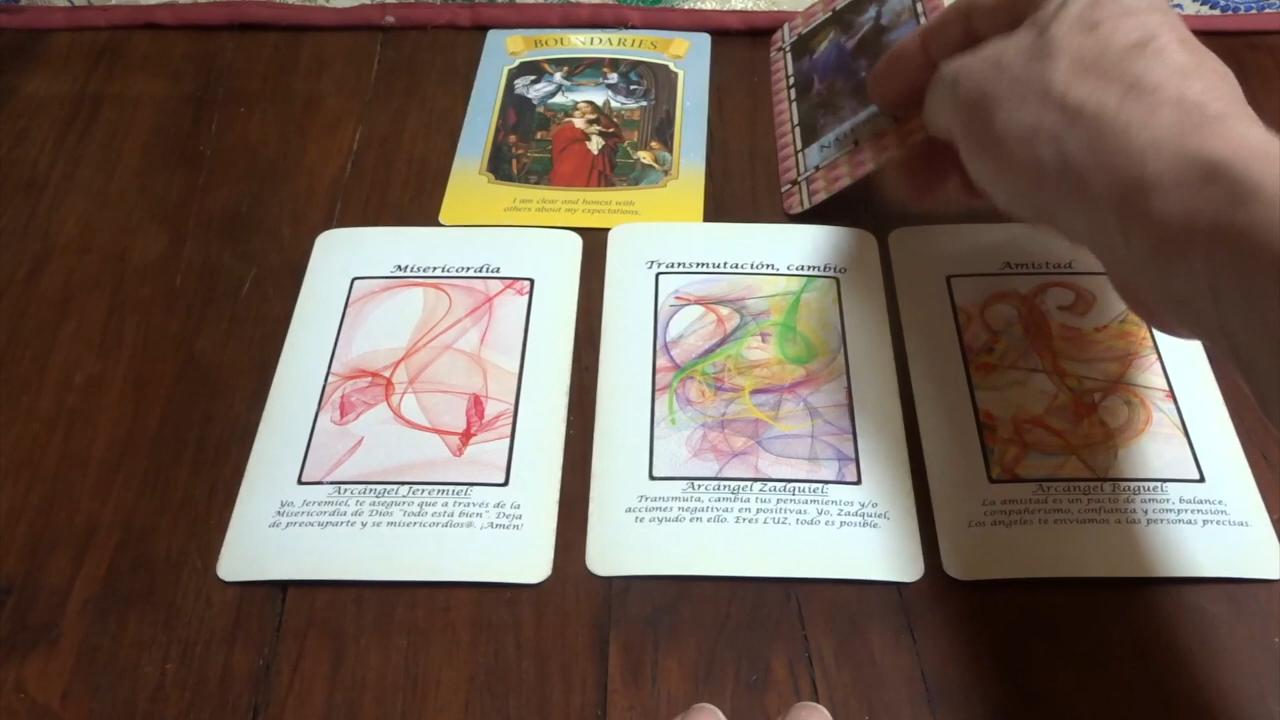 BOUNDARIES
I am clear and honest with
others about my expectations.
Misericordia
Arcángel Jeremiel:
Yo, Jeremiel, te aseguro que a través de la
Misericordia de Dios "todo está bien". Deja
de preocuparte y se misericordios@. ¡Amén!
Transmutación, cambio
Arcángel Zadquiel:
Transmuta, cambia tus pensamientos y/o
acciones negativas en positivas. Yo, Zadquiel,
te ayudo en ello. Eres LUZ, todo es posible.
Amistad
Arcángel Raguel:
La amistad es un pacto de amor, balance,
compañerismo, confianza y comprensión.
Los ángeles te enviamos a las personas precisas.